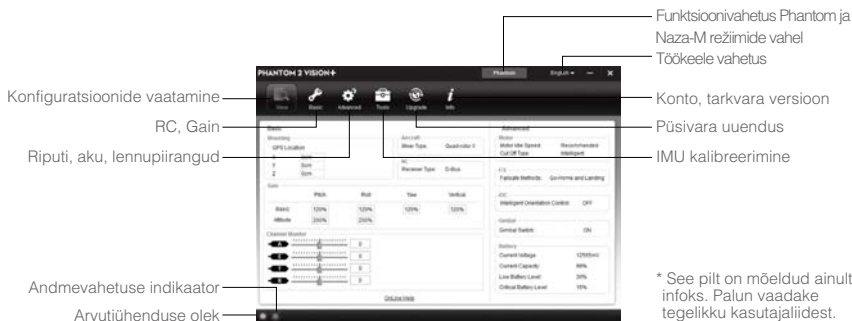 Funktsioonivahetus Phantom ja
Naza-M režiimide vahel
Töökeele vahetus
Konfiguratsioonide vaatamine
RC, Gain
Riputi, aku, lennupiirangud
Konto, tarkvara versioon
Püsivara uuendus
IMU kalibreerimine
PHANTOM 2 VISION+
Phantom
English
View
Basic
Advanced
Tools
Upgrade
Info
Basic
Mounting
GPS Location
X
Y
Z
Aircraft
Mixer Type
RC
Receiver Type
D-Bus
Gain
Pitch
Roll
Yaw
Vertical
Basic
120%
120%
120%
120%
Attitude
200%
200%
Channel Monitor
A 0
E 0
T 0
R 0
OnLine Help
Advanced
Motor
Motor Idle Speed: Recommended
Cut Off Type: Intelligent
F/S
Failsafe Methods: Go-Home and Landing
IOC
Intelligent Orientation Control: OFF
Gimbal
Gimbal Switch: ON
Battery
Current Voltage:
Current Capacity:
Low Battery Level: 30%
Critical Battery Level: 15%
Andmevahetuse indikaator
Arvutiühenduse olek
* See pilt on mõeldud ainult
infoks. Palun vaadake
tegelikku kasutajaliidest.